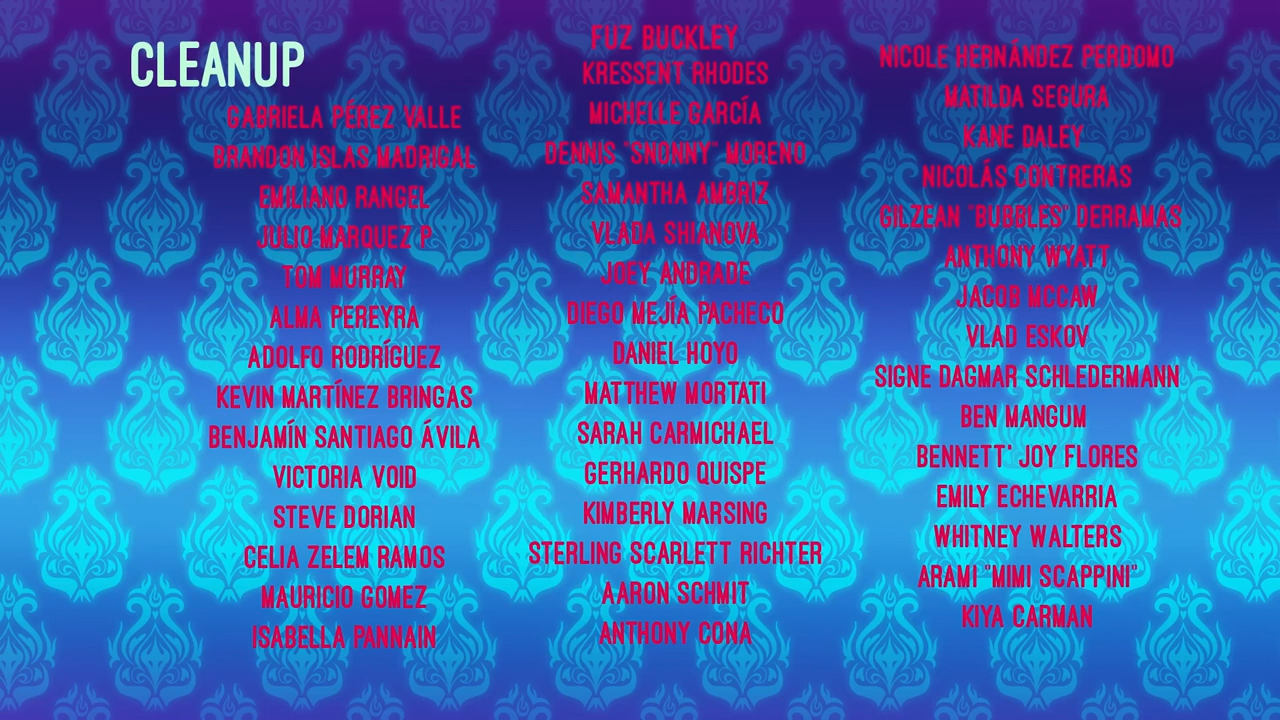 CLEANUP
GABRIELA PÉREZ VALLE
BRANDON ISLAS MADRIGAL
EMILIANO RANGEL
JULIO MARQUEZ P
TOM MURRAY
ALMA PEREYRA
ADOLFO RODRÍGUEZ
KEVIN MARTÍNEZ BRINGAS
BENJAMÍN SANTIAGO ÁVILA
VICTORIA VOID
STEVE DORIAN
CELIA ZELEM RAMOS
MAURICIO GOMEZ
ISABELLA PANNAIN
FUZ BUCKLEY
KRESSENT RHODES
MICHELLE GARCÍA
DENNIS "SNONNY" MORENO
SAMANTHA AMBRIZ
VLADA SHIANOVA
JOEY ANDRADE
DIEGO MEJÍA PACHECO
DANIEL HOYO
MATTHEW MORTATI
SARAH CARMICHAEL
GERHARDO QUISPE
KIMBERLY MARSING
STERLING SCARLETT RICHTER
AARON SCHMIT
ANTHONY CONA
NICOLE HERNÁNDEZ PERDOMO
MATILDA SEGURA
KANE DALEY
NICOLÁS CONTRERAS
GILZEAN "BUBBLES" DERRAMAS
ANTHONY WYATT
JACOB MCCAW
VLAD ESKOV
SIGNE DAGMAR SCHLEDERMANN
BEN MANGUM
BENNETT' JOY FLORES
EMILY ECHEVARRIA
WHITNEY WALTERS
ARAMI "MIMI SCAPPINI"
KIYA CARMAN